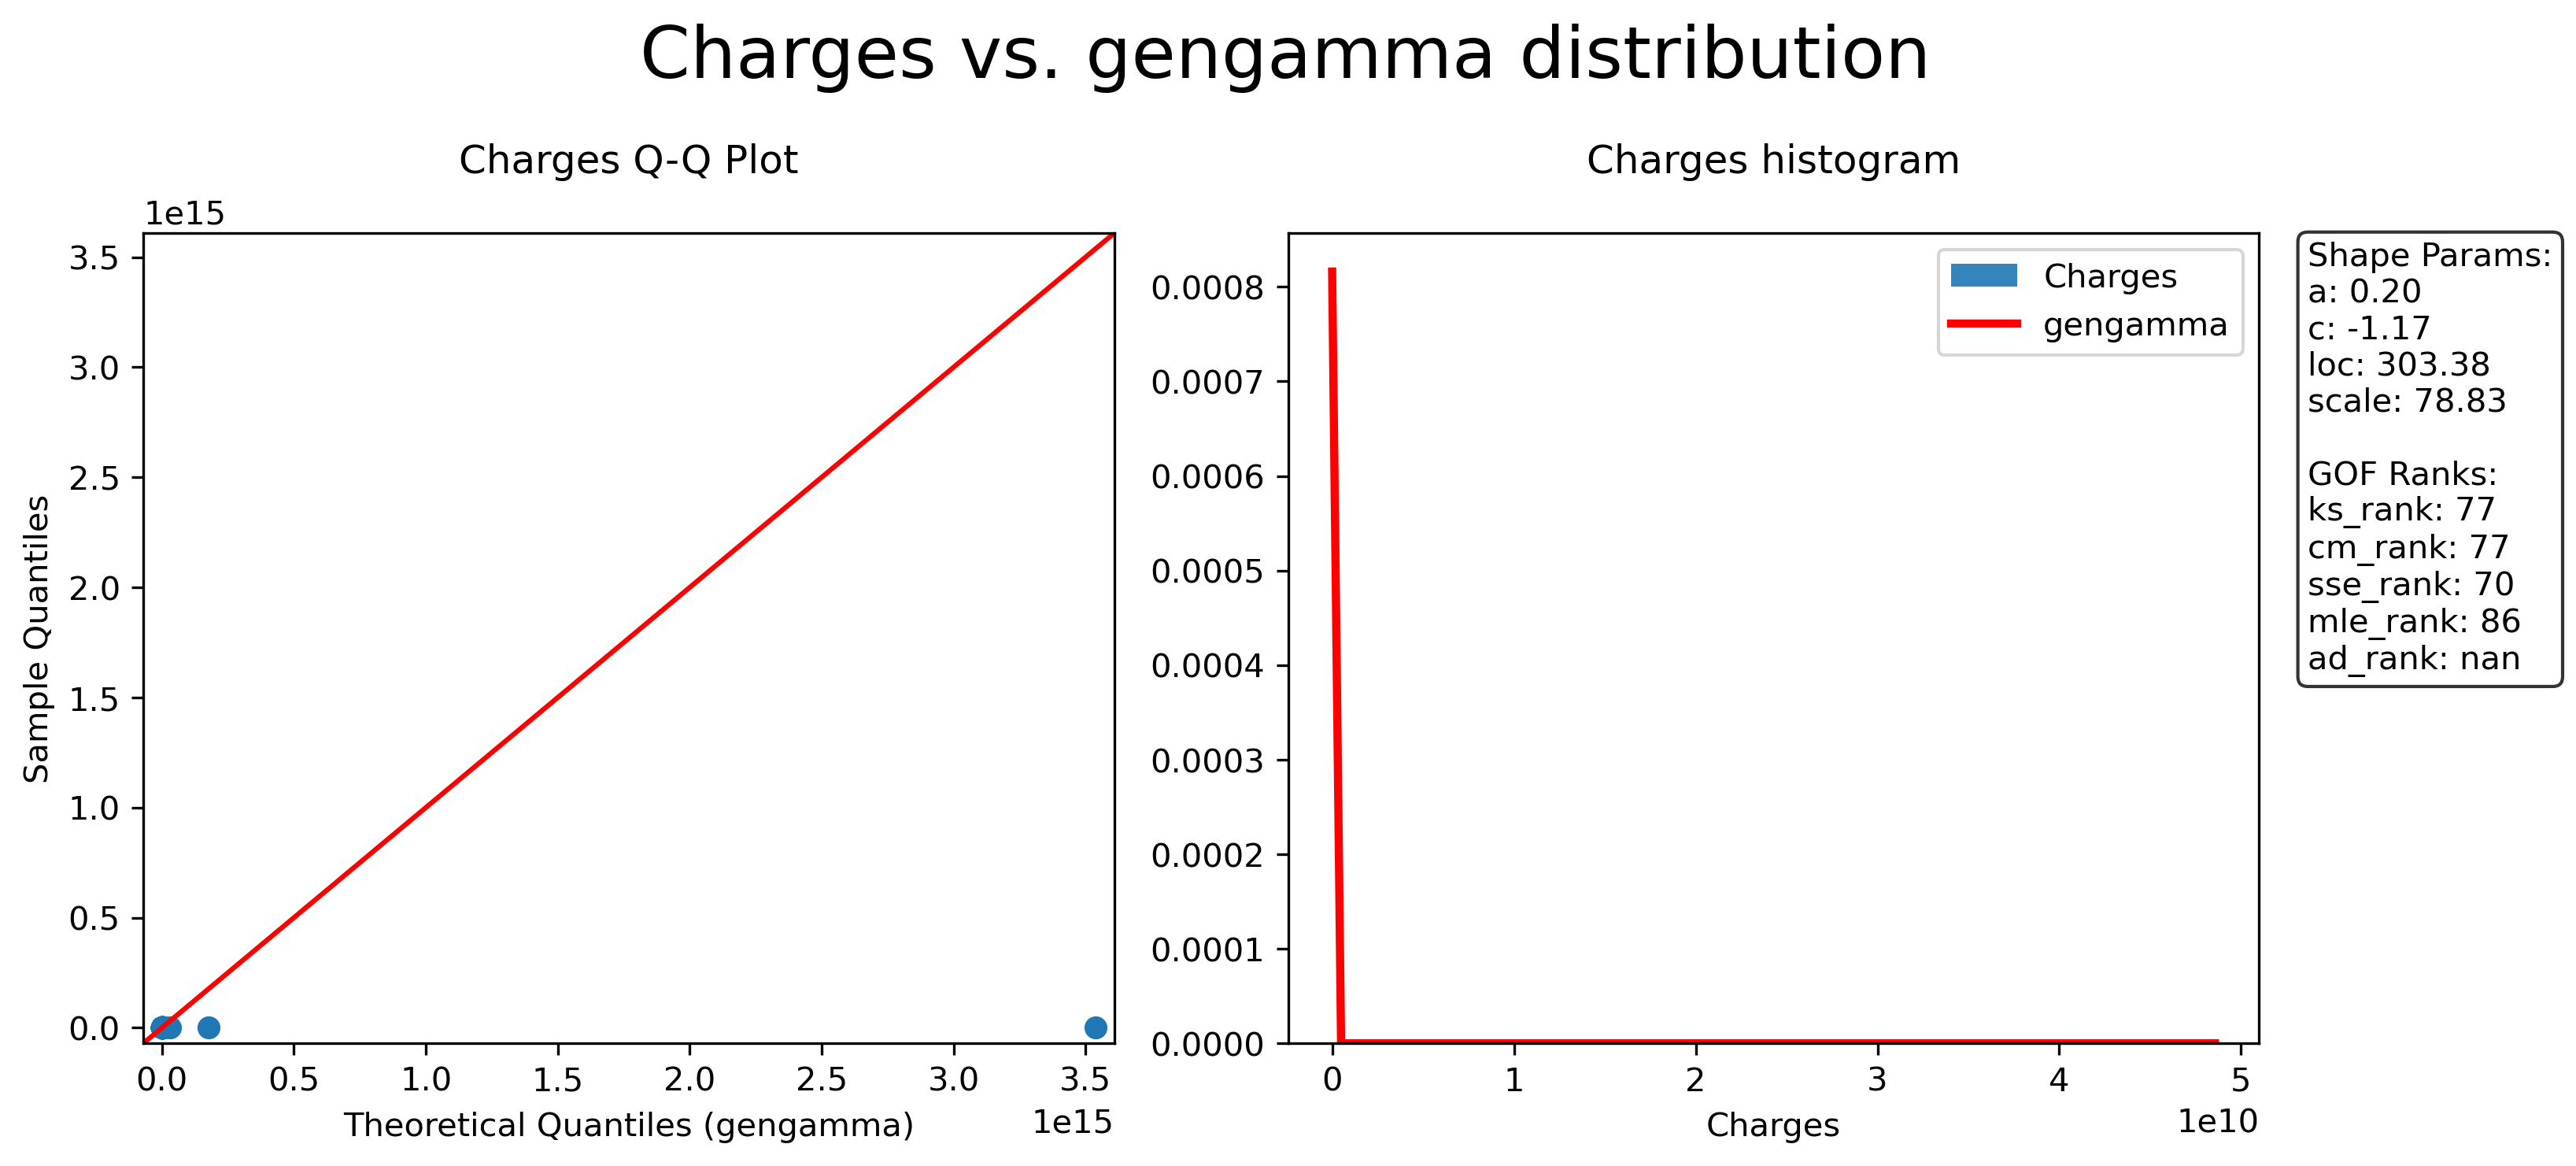 Charges vs. gengamma distribution
Charges Q-Q Plot
1e15
3.5
3.0
2.5
2.0
1.5
1.0
0.5
0.0
Sample Quantiles
0.0 0.5 1.0 1.5 2.0 2.5 3.0 3.5
1e15
Theoretical Quantiles (gengamma)
Charges histogram
0.0008
0.0007
0.0006
0.0005
0.0004
0.0003
0.0002
0.0001
0.0000
Charges
gengamma
0 1 2 3 4 5
1e10
Charges
Shape Params:
a: 0.20
c: -1.17
loc: 303.38
scale: 78.83
GOF Ranks:
ks_rank: 77
cm_rank: 77
sse_rank: 70
mle_rank: 86
ad_rank: nan